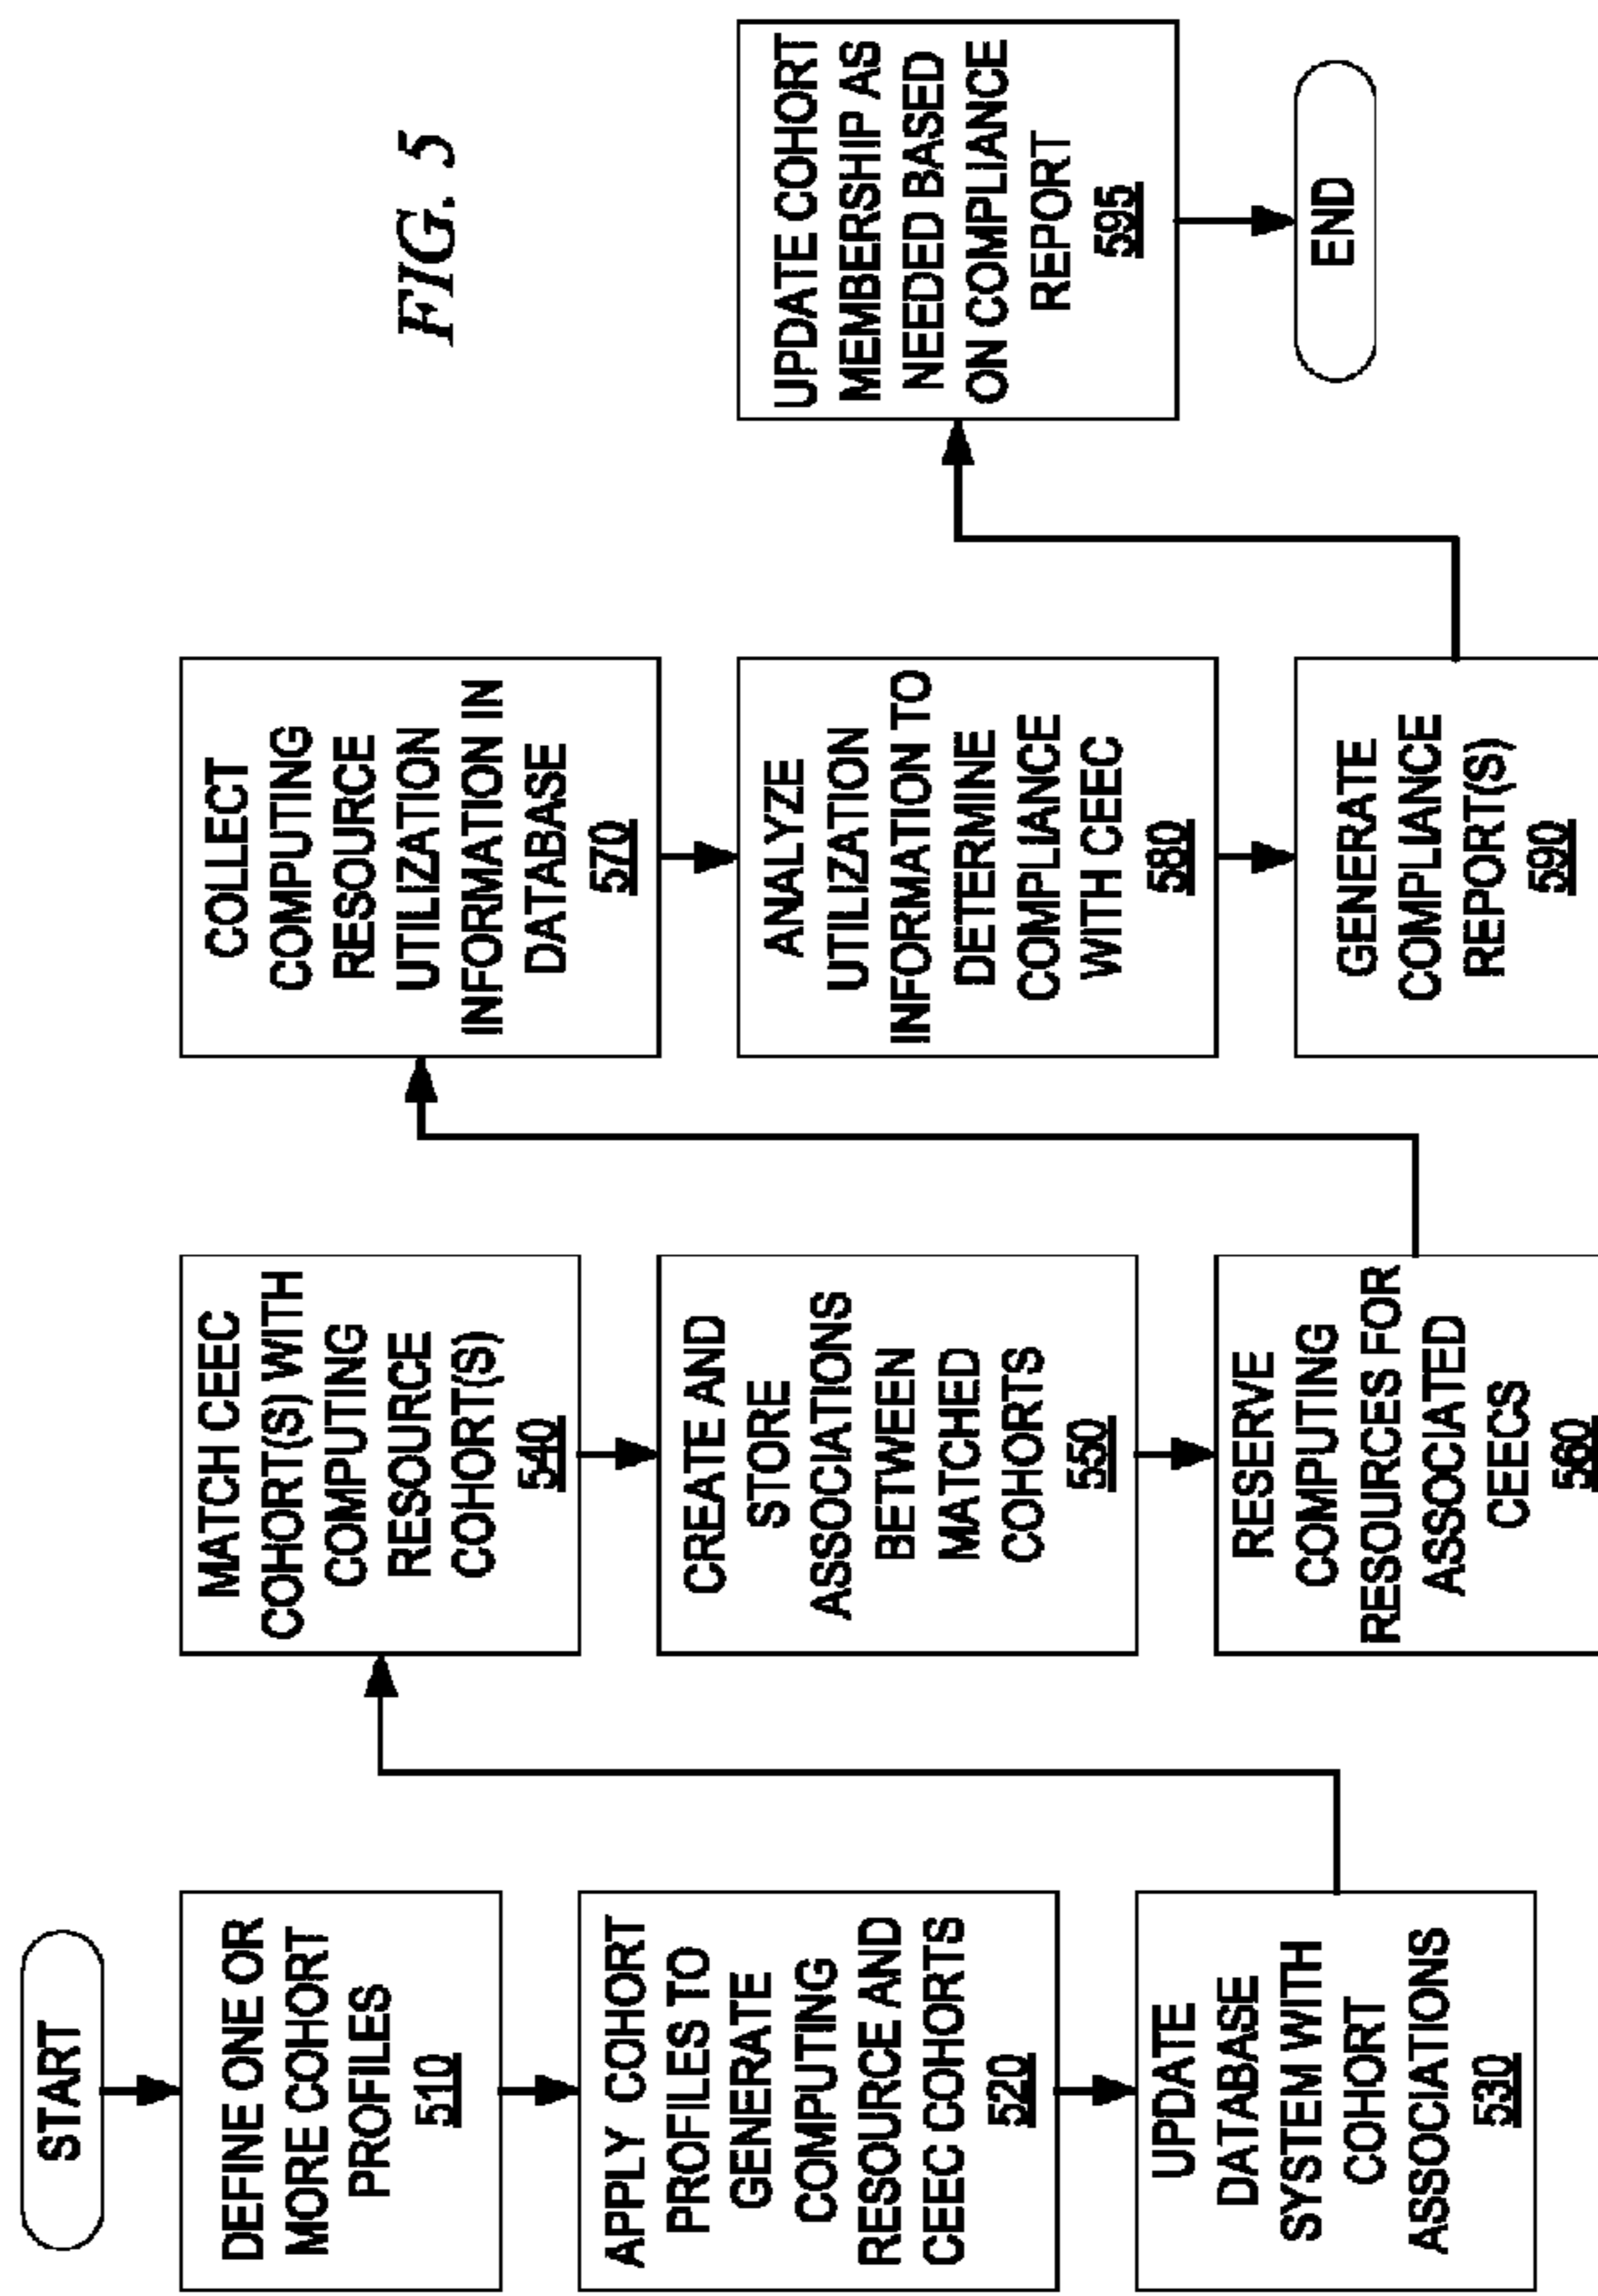 START
DEFINE ONE OR
MORE COHORT
PROFILES
510
APPLY COHORT
PROFILES TO
GENERATE
COMPUTING
RESOURCE AND
CEEC COHORTS
520
UPDATE
DATABASE
SYSTEM WITH
COHORT
ASSOCIATIONS
530
MATCH CEEC
COHORT(S) WITH
COMPUTING
RESOURCE
COHORT(S)
540
CREATE AND
STORE
ASSOCIATIONS
BETWEEN
MATCHED
COHORTS
550
RESERVE
COMPUTING
RESOURCES FOR
ASSOCIATED
CEECS
560
COLLECT
COMPUTING
RESOURCE
UTILIZATION
INFORMATION IN
DATABASE
570
ANALYZE
UTILIZATION
INFORMATION TO
DETERMINE
COMPLIANCE
WITH CEEC
580
GENERATE
COMPLIANCE
REPORT(S)
590
FIG. 5
UPDATE COHORT
MEMBERSHIP AS
NEEDED BASED
ON COMPLIANCE
REPORT
595
END